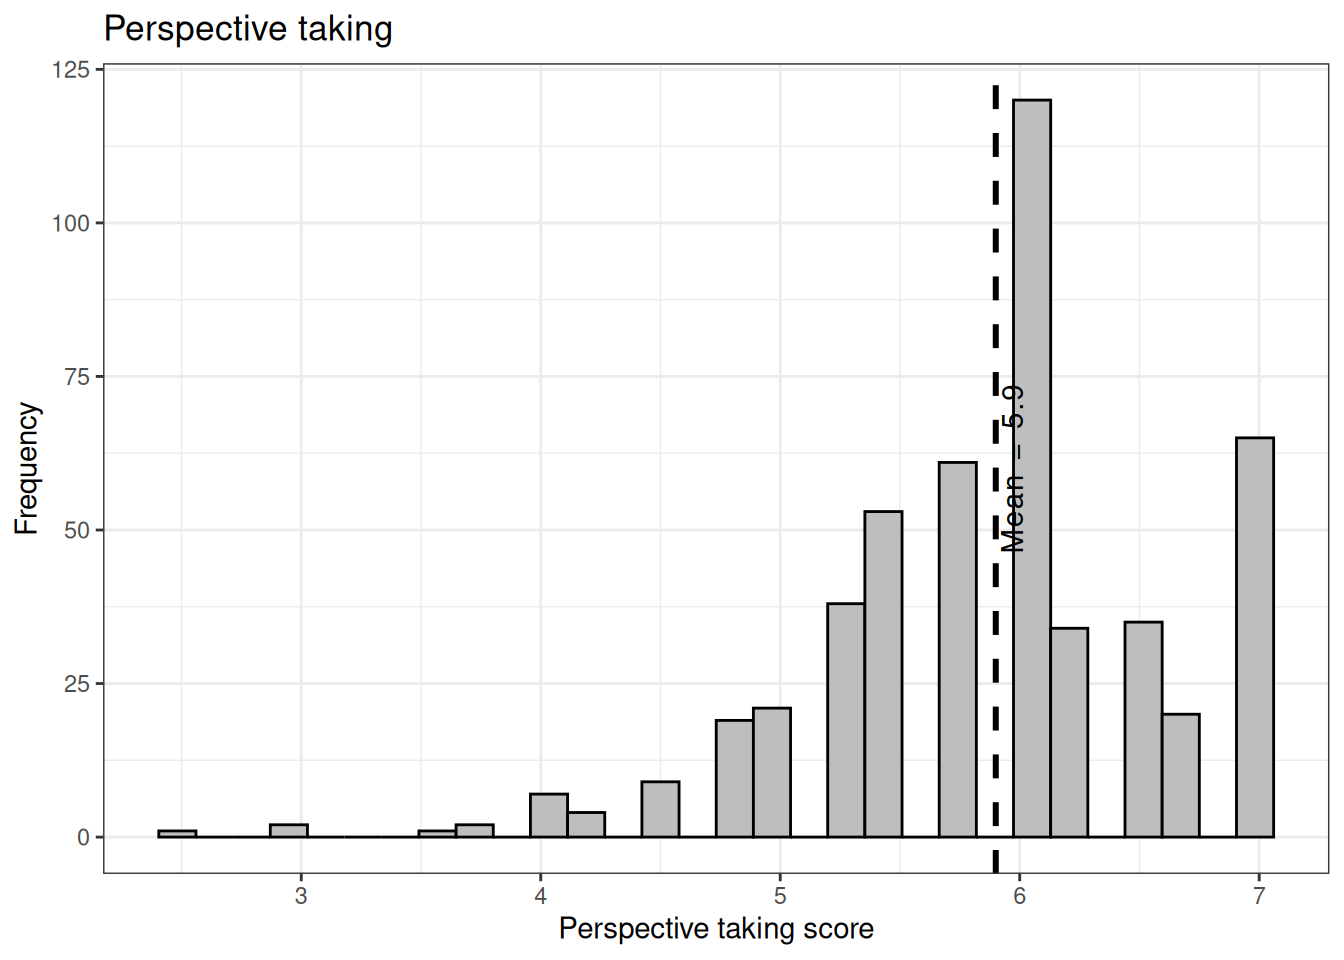 Perspective taking
125
100
75
50
25
0
Frequency
Mean = 5.9
3 4 5 6 7
Perspective taking score